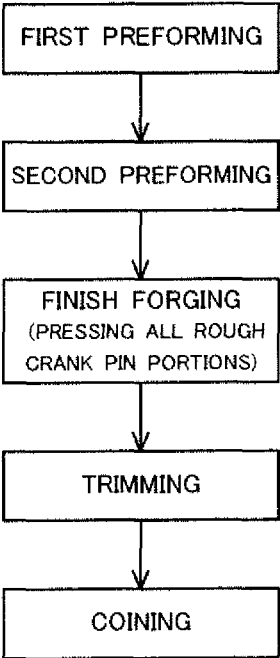 FIRST PREFORMING
SECOND PREFORMING
FINISH FORGING
(PRESSING ALL ROUGH
CRANK PIN PORTIONS)
TRIMMING
COINING